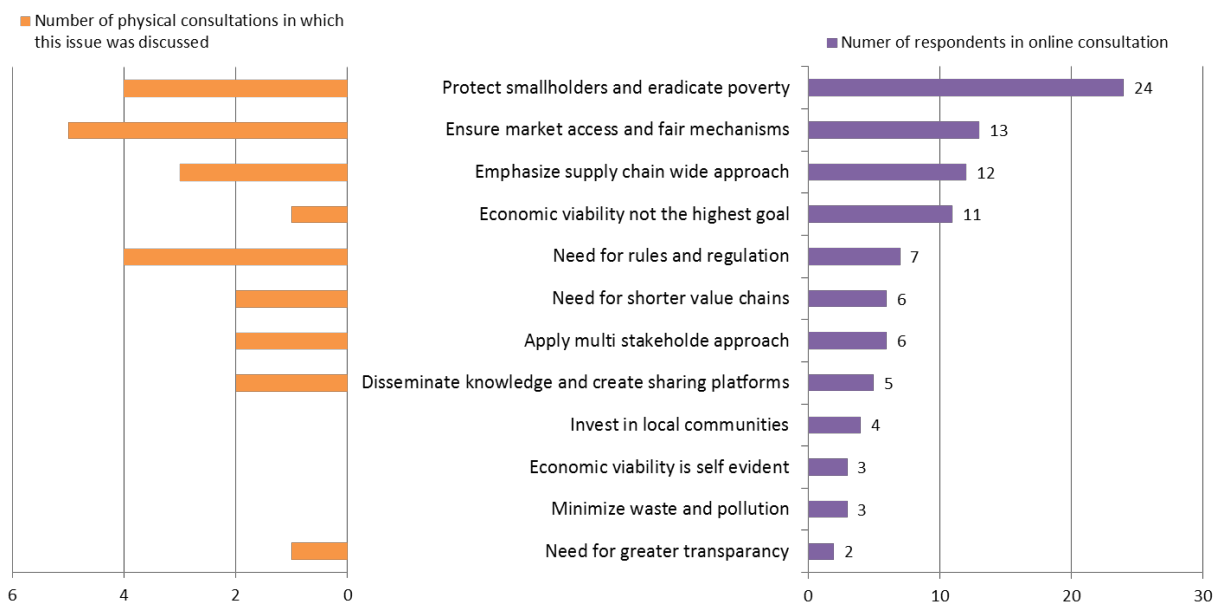 Number of physical consultations in which
this issue was discussed
Numer of respondents in online consultation
Protect smallholders and eradicate poverty 24
Ensure market access and fair mechanisms 13
Emphasize supply chain wide approach 12
Economic viability not the highest goal 11
Need for rules and regulation 7
Need for shorter value chains 6
Apply multi stakeholde approach 6
Disseminate knowledge and create sharing platforms 5
Invest in local communities 4
Economic viability is self evident 3
Minimize waste and pollution 3
Need for greater transparancy 2
6 4 2 0 0 10 20 30